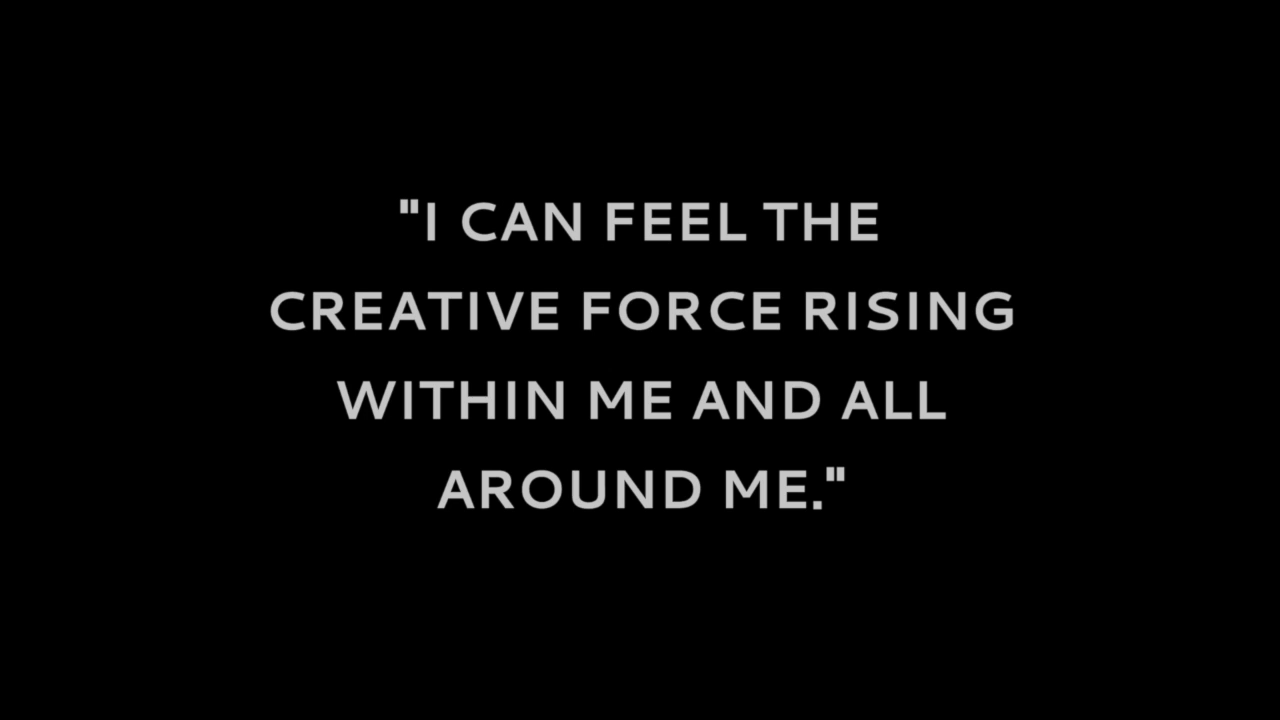 "I CAN FEEL THE
CREATIVE FORCE RISING
WITHIN ME AND ALL
AROUND ME."